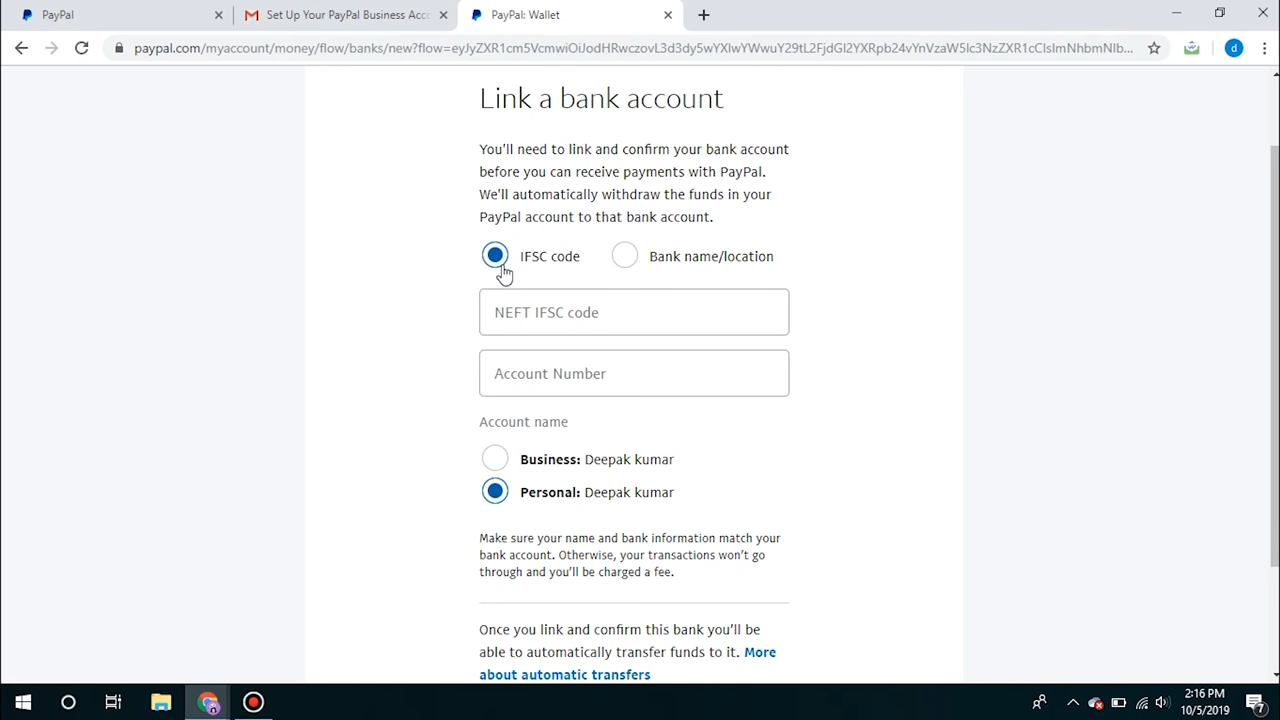 PayPal
Set Up Your PayPal Business Acc
PayPal: Wallet
paypal.com/myaccount/money/flow/banks/new?flow=eyJyZXR1cm5VcmwiOiJodHRwczovL3d3dy5wYXlwYWwuY29tL2FjdGl2YXRpb24vYnVzaW5lc3NzZXR1cClsImNhbmNlb...
d
Link a bank account
You'll need to link and confirm your bank account
before you can receive payments with PayPal.
We'll automatically withdraw the funds in your
PayPal account to that bank account.
IFSC code
Bank name/location
NEFT IFSC code
Account Number
Account name
Business: Deepak kumar
Personal: Deepak kumar
Make sure your name and bank information match your
bank account. Otherwise, your transactions won't go
through and you'll be charged a fee.
Once you link and confirm this bank you'll be
able to automatically transfer funds to it. More
about automatic transfers
2:16 PM
10/5/2019
7